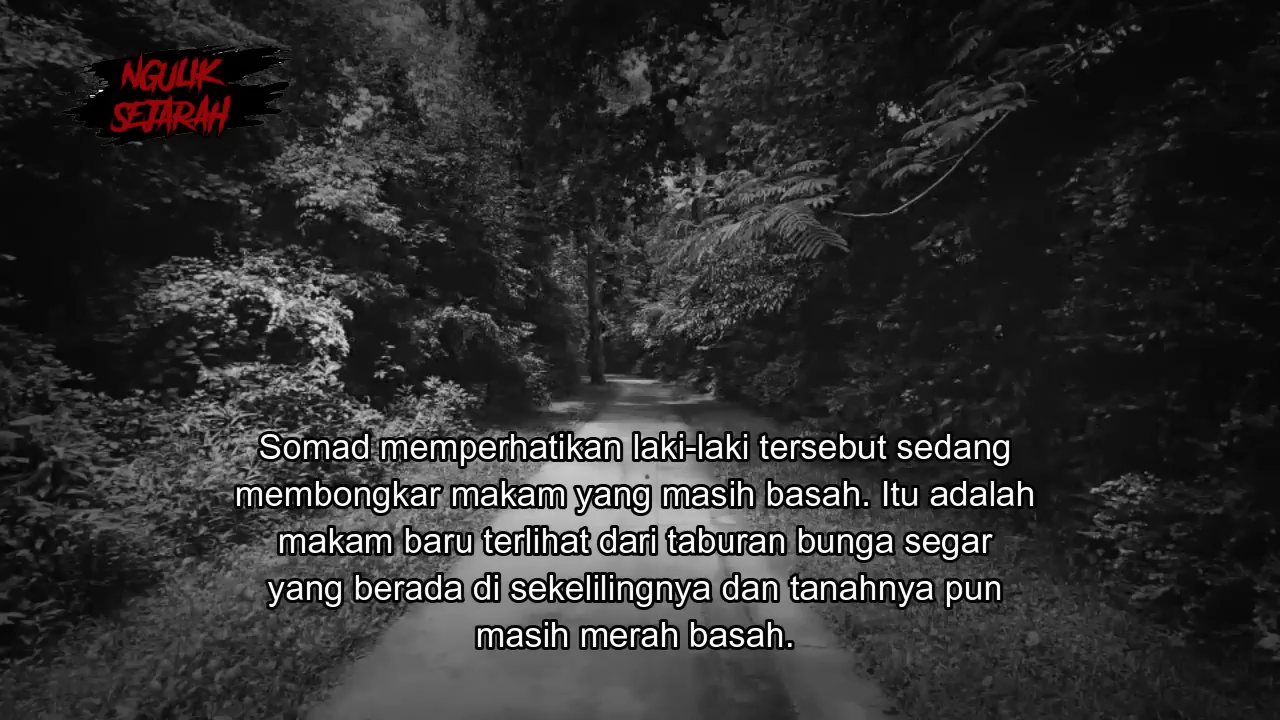 NGULIK
SEJARAH
Somad memperhatikan laki-laki tersebut sedang
membongkar makam yang masih basah. Itu adalah
makam baru terlihat dari taburan bunga segar
yang berada di sekelilingnya dan tanahnya pun
masih merah basah.